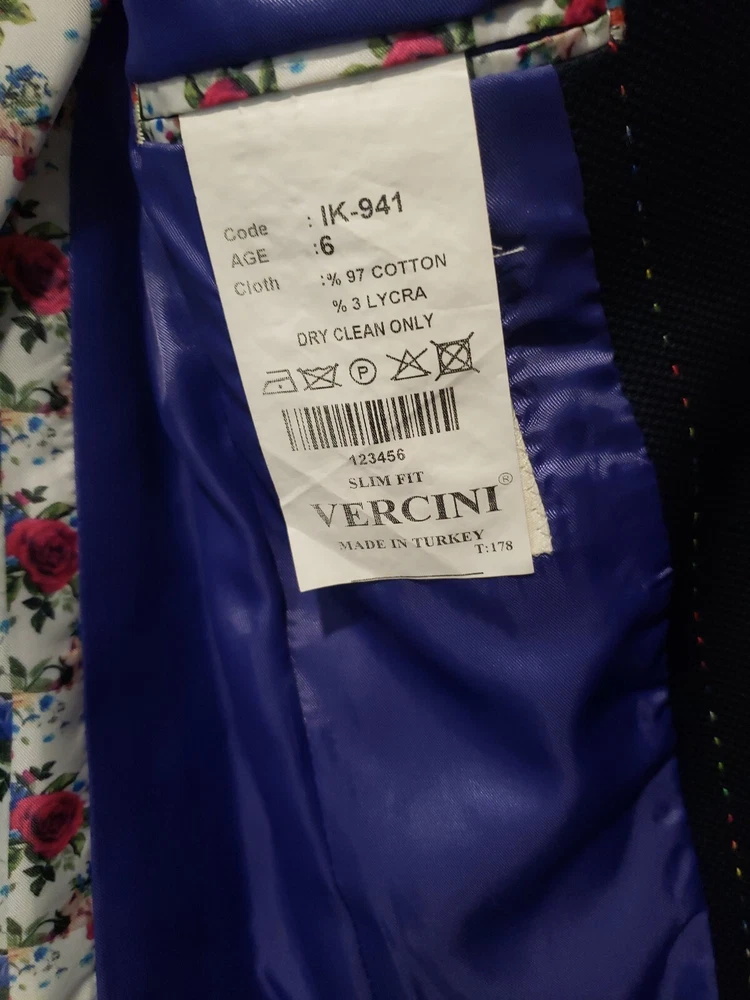 Code : IK-941
AGE :6
Cloth :% 97 COTTON
% 3 LYCRA
DRY CLEAN ONLY
P
123456
SLIM FIT
VERCINI®
MADE IN TURKEY
T:178